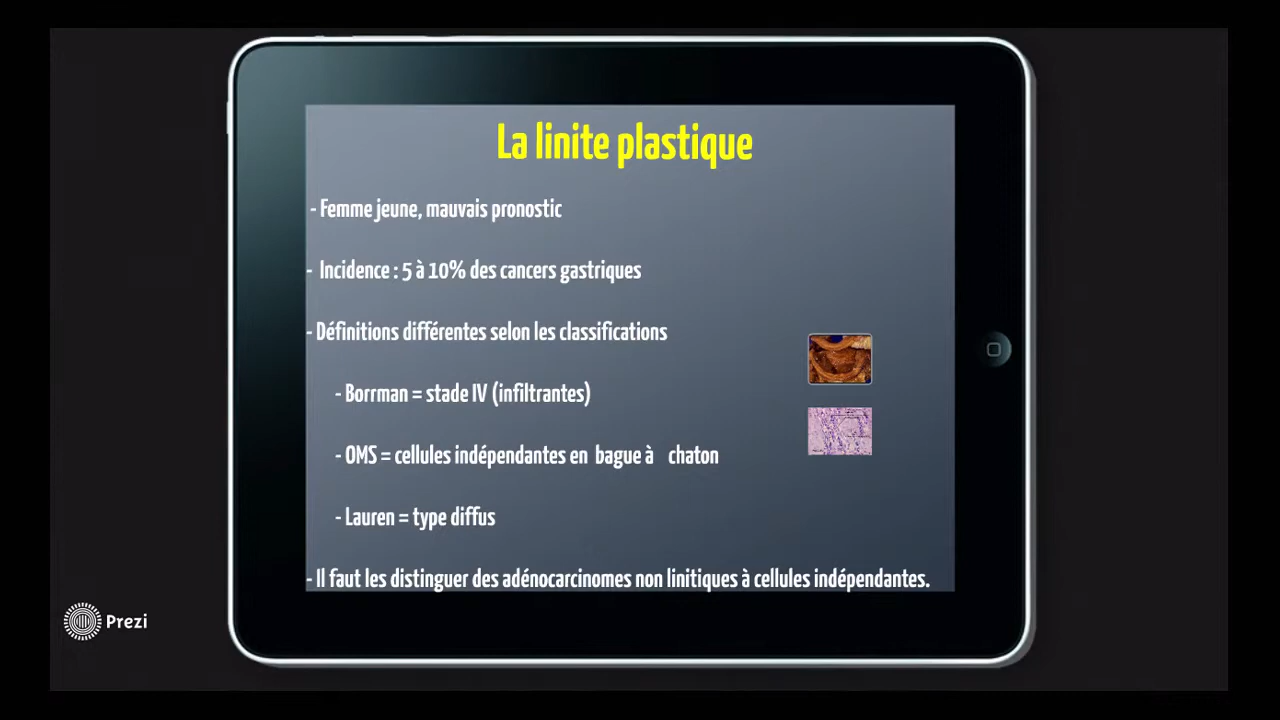 La linite plastique
- Femme jeune, mauvais pronostic
- Incidence : 5 à 10% des cancers gastriques
- Définitions différentes selon les classifications
- Borrman = stade IV (infiltrantes)
- OMS = cellules indépendantes en bague à chaton
- Lauren = type diffus
- Il faut les distinguer des adénocarcinomes non linitiques à cellules indépendantes.
Prezi